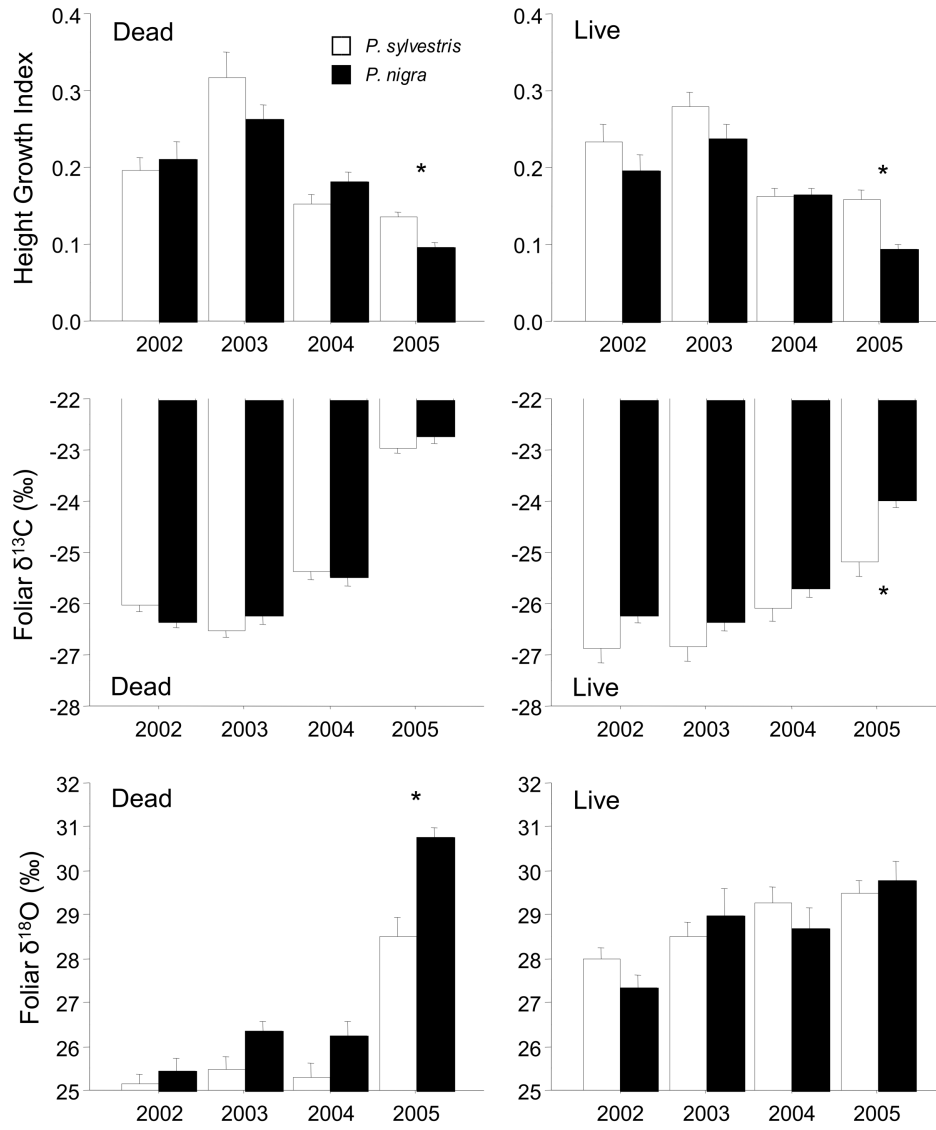 Height Growth Index
0.4
0.3
0.2
0.1
0.0
Dead
P. sylvestris
P. nigra
*
2002 2003 2004 2005
0.4
0.3
0.2
0.1
0.0
Live
*
2002 2003 2004 2005
Foliar δ¹³C (‰)
-22
-23
-24
-25
-26
-27
-28
Dead
2002 2003 2004 2005
-22
-23
-24
-25
-26
-27
-28
*
Live
2002 2003 2004 2005
Foliar δ¹⁸O (‰)
32
31
30
29
28
27
26
25
Dead
*
2002 2003 2004 2005
32
31
30
29
28
27
26
25
Live
2002 2003 2004 2005